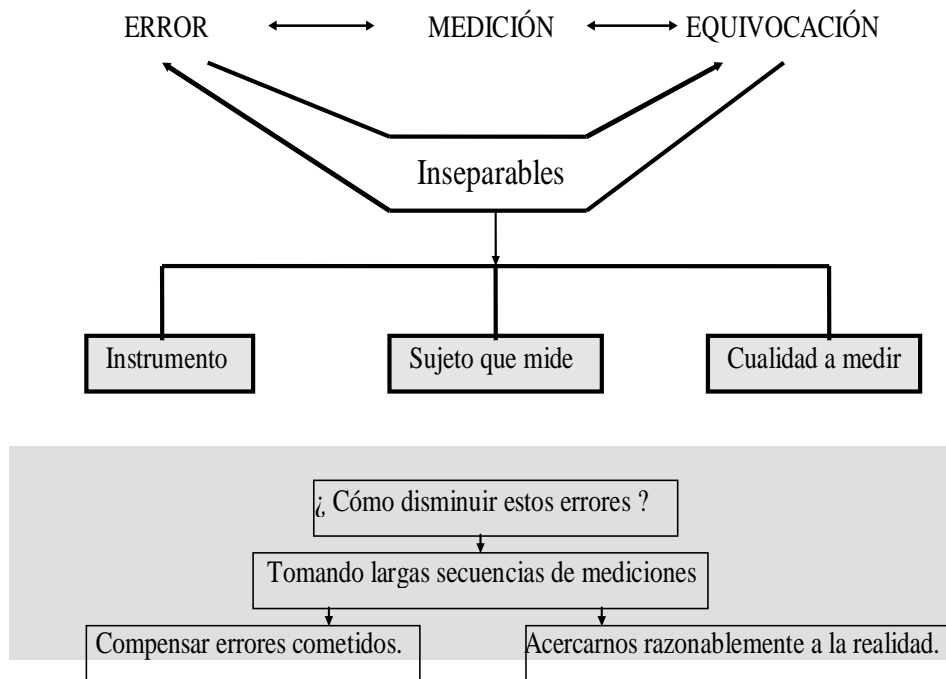 ERROR MEDICIÓN EQUIVOCACIÓN
Inseparables
Instrumento Sujeto que mide Cualidad a medir
¿ Cómo disminuir estos errores ?
Tomando largas secuencias de mediciones
Compensar errores cometidos. Acercarnos razonablemente a la realidad.